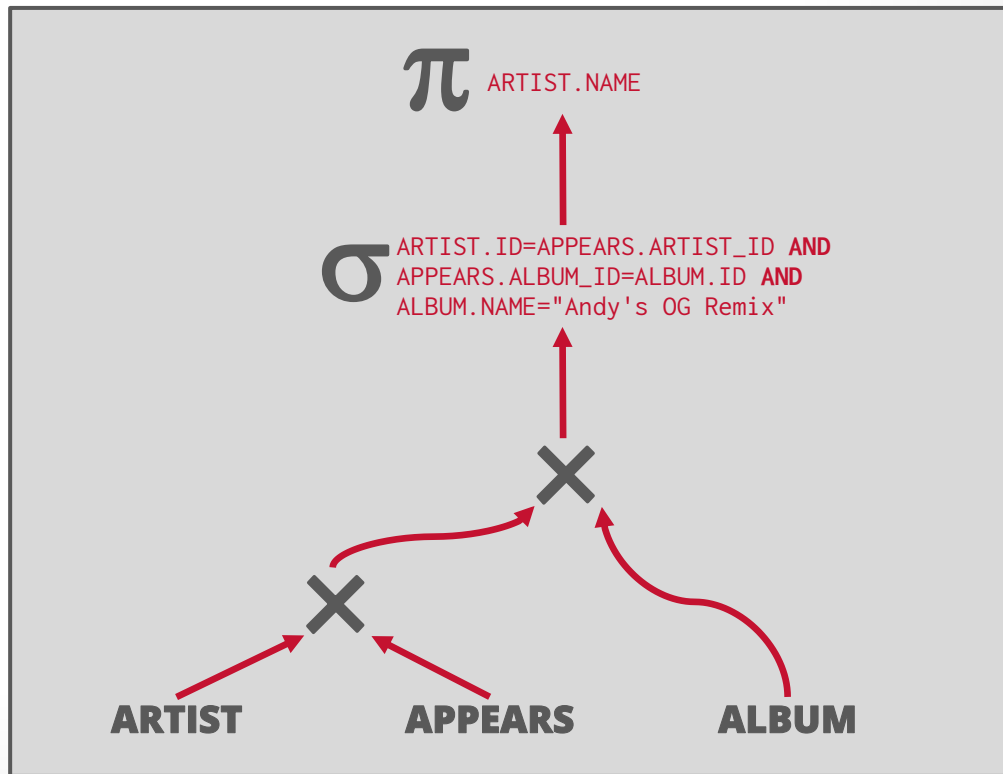 π ARTIST.NAME
σ ARTIST.ID=APPEARS.ARTIST_ID AND
APPEARS.ALBUM_ID=ALBUM.ID AND
ALBUM.NAME="Andy's OG Remix"
×
×
ARTIST APPEARS ALBUM